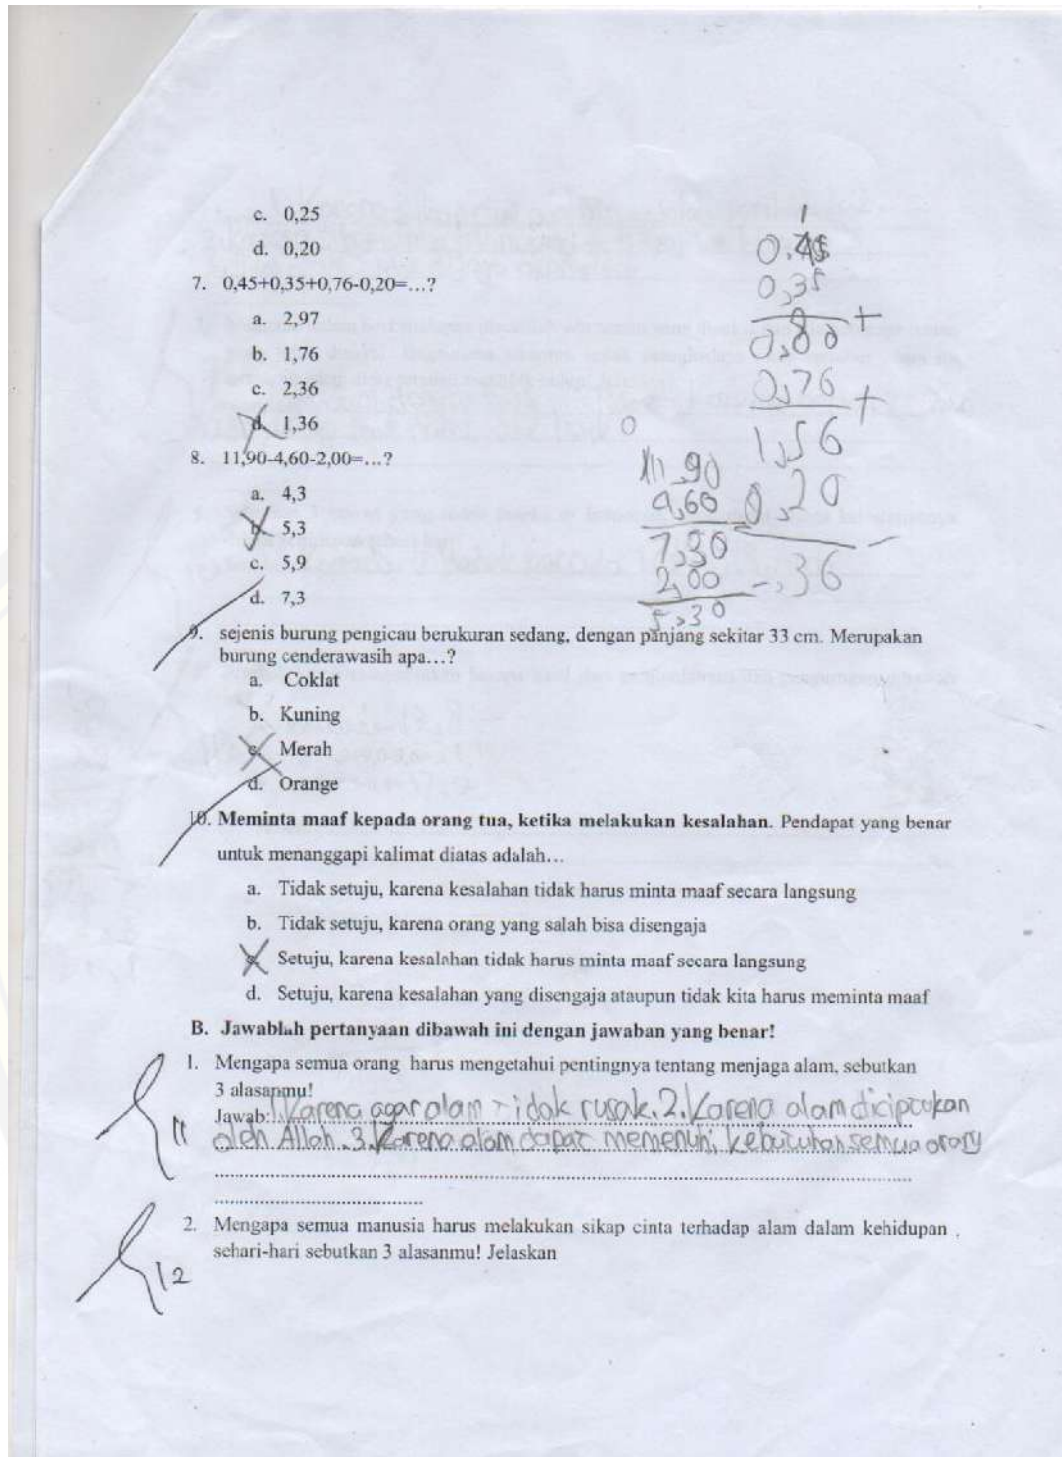 c. 0,25
d. 0,20
7. 0,45+0,35+0,76-0,20=...?
a. 2,97
b. 1,76
c. 2,36
d. 1,36
8. 11,90-4,60-2,00=...?
a. 4,3
b. 5,3
c. 5,9
d. 7,3
1
0,45
0,35
0,80 +
0,76
+
1,56
0,20
-
,36
0
11,90
4,60
7,30
2,00 -
5,30
9. sejenis burung pengicau berukuran sedang, dengan panjang sekitar 33 cm. Merupakan
burung cenderawasih apa...?
a. Coklat
b. Kuning
c. Merah
d. Orange
10. Meminta maaf kepada orang tua, ketika melakukan kesalahan. Pendapat yang benar
untuk menanggapi kalimat diatas adalah...
a. Tidak setuju, karena kesalahan tidak harus minta maaf secara langsung
b. Tidak setuju, karena orang yang salah bisa disengaja
c. Setuju, karena kesalahan tidak harus minta maaf secara langsung
d. Setuju, karena kesalahan yang disengaja ataupun tidak kita harus meminta maaf
B. Jawablah pertanyaan dibawah ini dengan jawaban yang benar!
1. Mengapa semua orang harus mengetahui pentingnya tentang menjaga alam, sebutkan
3 alasanmu!
Jawab: 1. Karena agar alam tidak rusak. 2. Karena alam diciptakan
11 oleh Allah. 3. Karena alam dapat memenuhi kebutuhan semua orang
2. Mengapa semua manusia harus melakukan sikap cinta terhadap alam dalam kehidupan .
sehari-hari sebutkan 3 alasanmu! Jelaskan
12